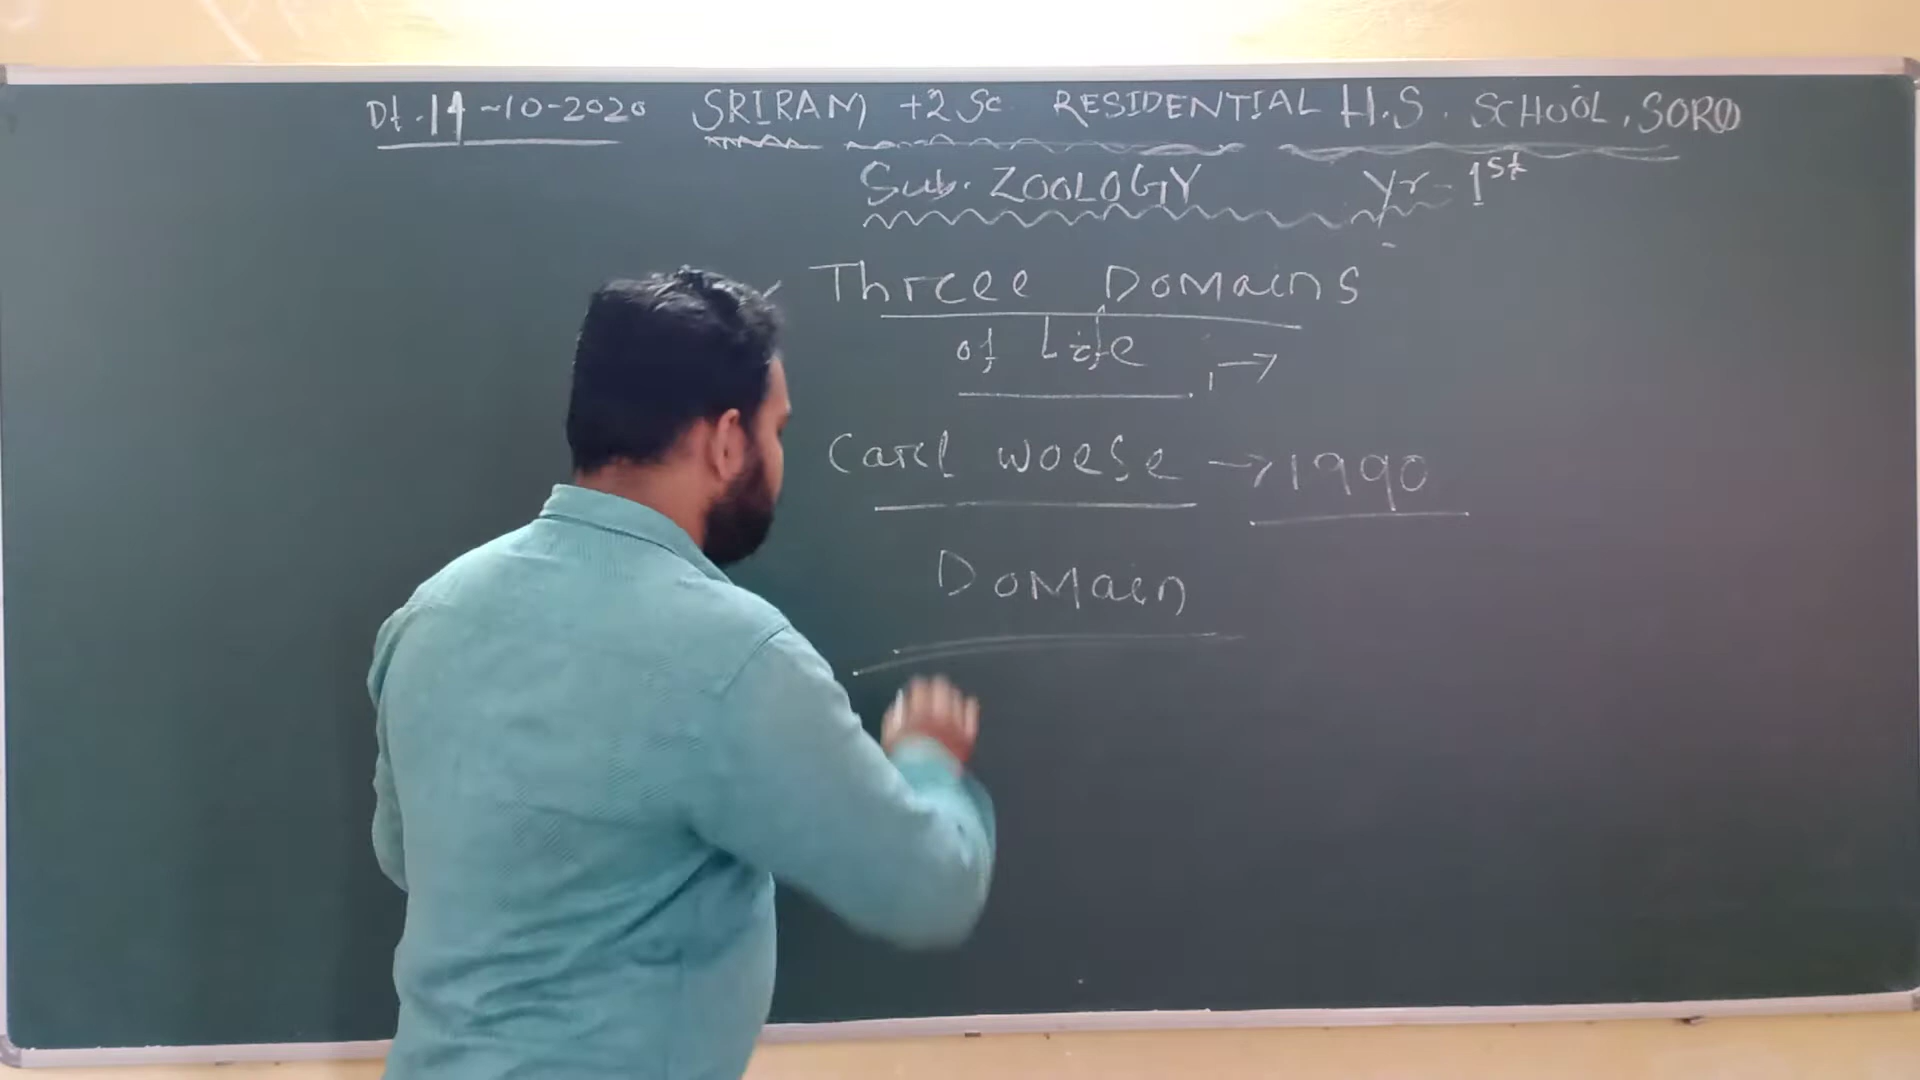 Dt.14-10-2020 SRIRAM +2 Sc RESIDENTIAL H.S. SCHOOL, SORO
Sub. ZOOLOGY Yr-1st
Three Domains
of Life →
Carl woese → 1990
Domain